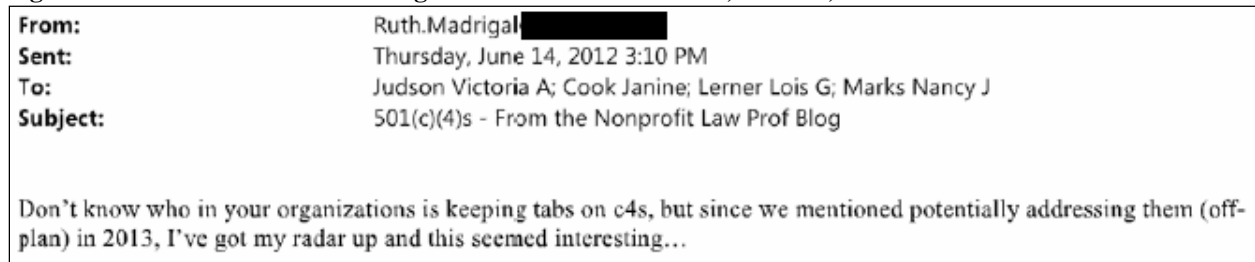 From: Ruth.Madrigal
Sent: Thursday, June 14, 2012 3:10 PM
To: Judson Victoria A; Cook Janine; Lerner Lois G; Marks Nancy J
Subject: 501(c)(4)s - From the Nonprofit Law Prof Blog
Don't know who in your organizations is keeping tabs on c4s, but since we mentioned potentially addressing them (off-
plan) in 2013, I've got my radar up and this seemed interesting…